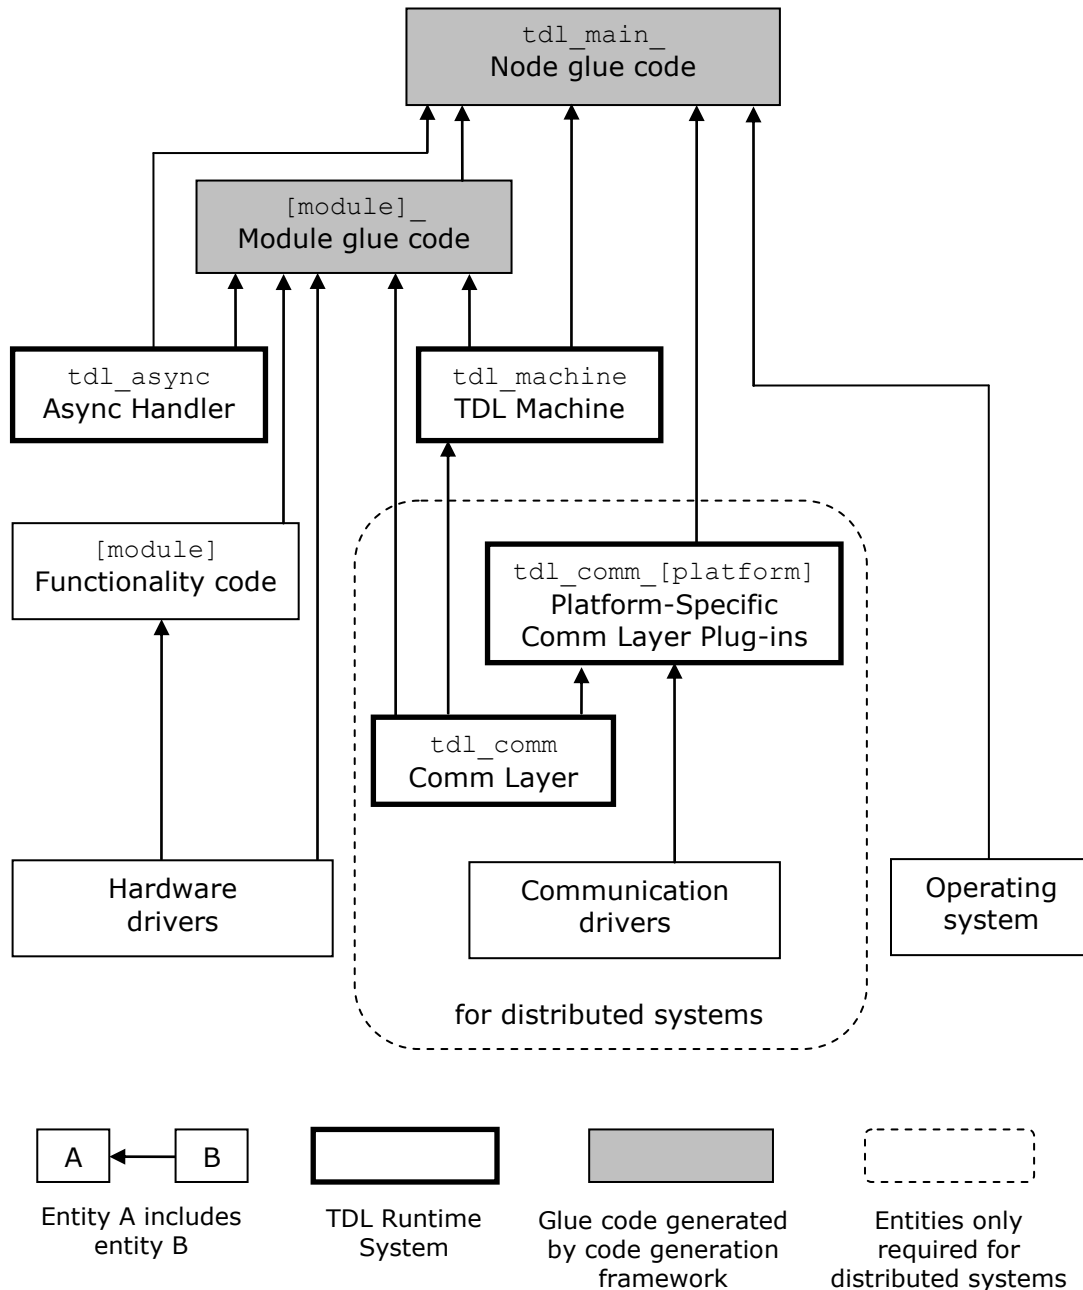 tdl_main_
Node glue code
[module]_
Module glue code
tdl_async
Async Handler
tdl_machine
TDL Machine
[module]
Functionality code
tdl_comm_[platform]
Platform-Specific
Comm Layer Plug-ins
tdl_comm
Comm Layer
Hardware
drivers
Communication
drivers
Operating
system
for distributed systems
A
B
Entity A includes
entity B
TDL Runtime
System
Glue code generated
by code generation
framework
Entities only
required for
distributed systems